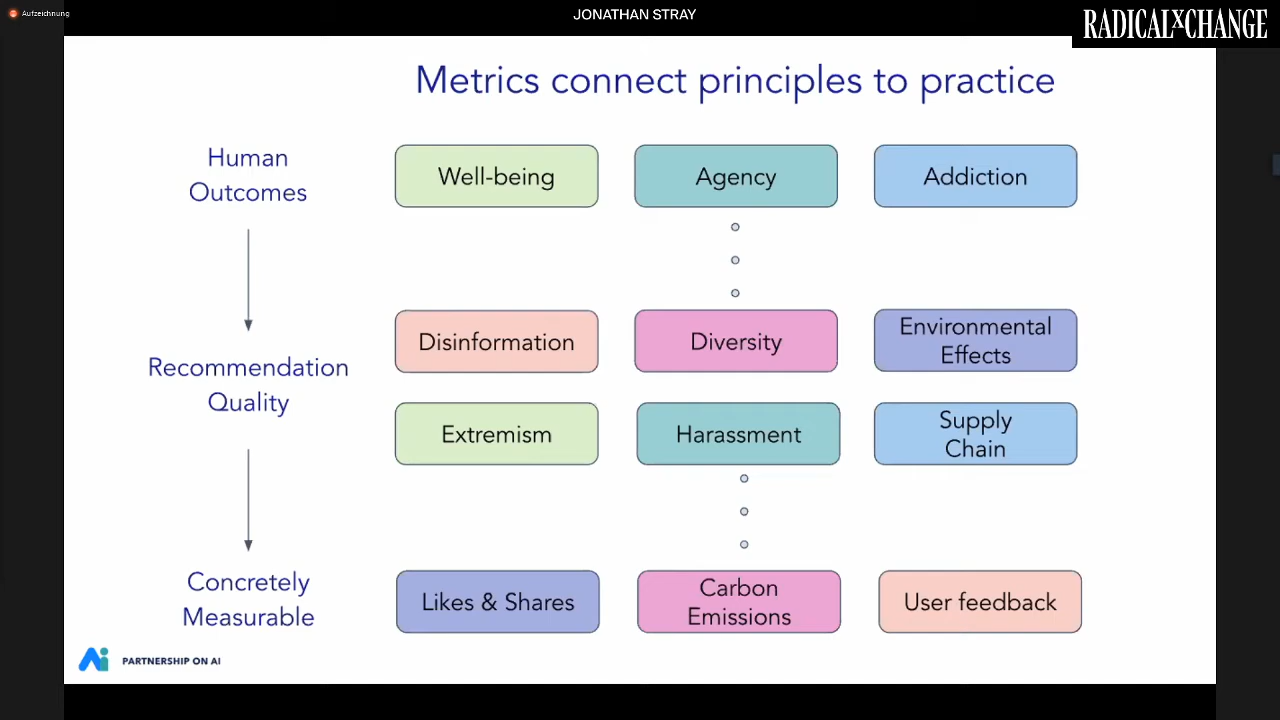 Aufzeichnung
JONATHAN STRAY
RADICALxCHANGE
Metrics connect principles to practice
Human
Outcomes
Well-being
Agency
Addiction
Recommendation
Quality
Disinformation
Diversity
Environmental
Effects
Extremism
Harassment
Supply
Chain
Concretely
Measurable
Likes & Shares
Carbon
Emissions
User feedback
PARTNERSHIP ON AI